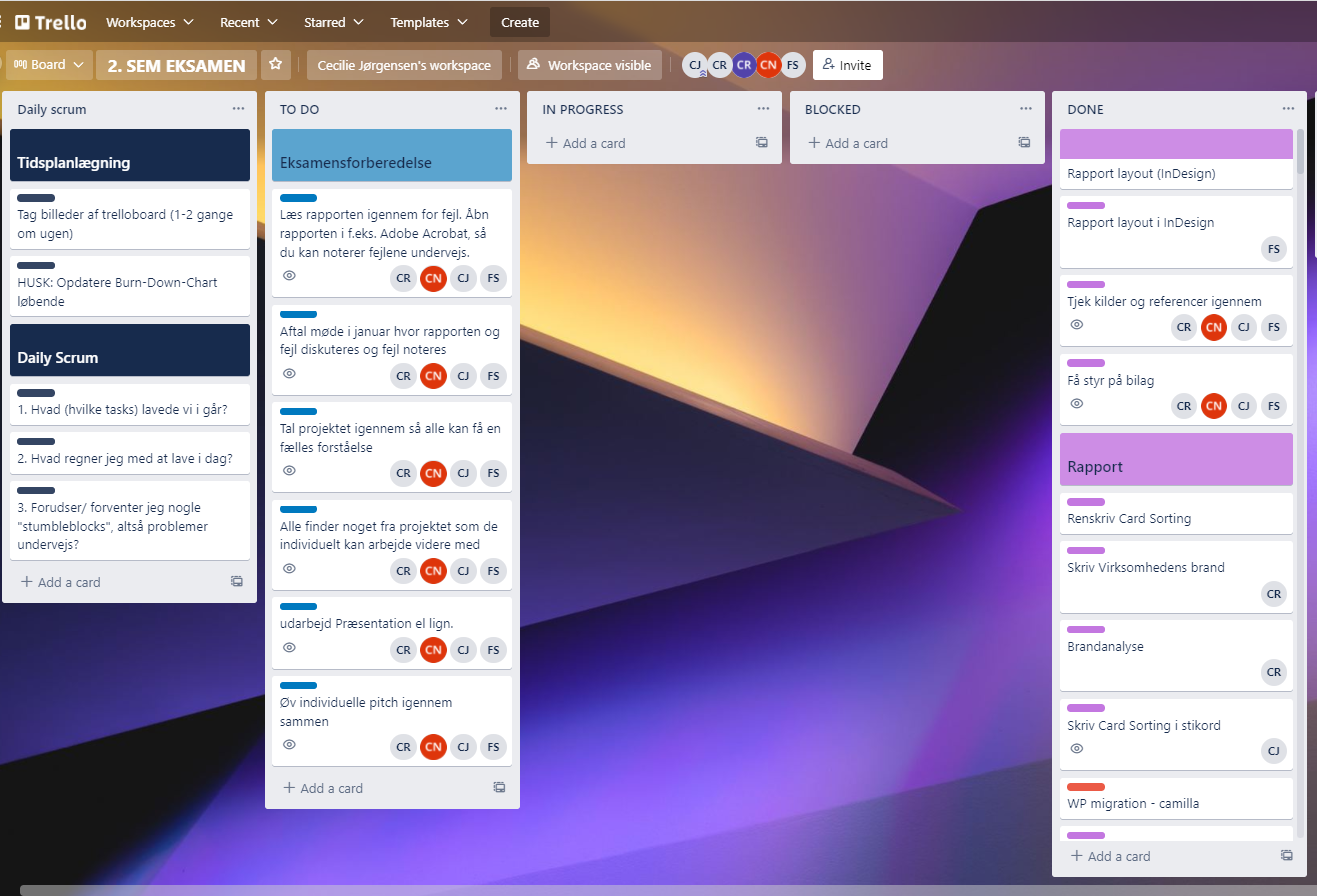 Trello
Workspaces
Recent
Starred
Templates
Create
Board
2. SEM EKSAMEN
Cecilie Jørgensen's workspace
Workspace visible
CJ
CR
CR
CN
FS
Invite
Daily scrum
Tidsplanlægning
Tag billeder af trelloboard (1-2 gange
om ugen)
HUSK: Opdatere Burn-Down-Chart
løbende
Daily Scrum
1. Hvad (hvilke tasks) lavede vi i går?
2. Hvad regner jeg med at lave i dag?
3. Forudser/ forventer jeg nogle
"stumbleblocks", altså problemer
undervejs?
Add a card
TO DO
Eksamensforberedelse
Læs rapporten igennem for fejl. Åbn
rapporten i f.eks. Adobe Acrobat, så
du kan noterer fejlene undervejs.
CR CN CJ FS
Aftal møde i januar hvor rapporten og
fejl diskuteres og fejl noteres
CR CN CJ FS
Tal projektet igennem så alle kan få en
fælles forståelse
CR CN CJ FS
Alle finder noget fra projektet som de
individuelt kan arbejde videre med
CR CN CJ FS
udarbejd Præsentation el lign.
CR CN CJ FS
Øv individuelle pitch igennem
sammen
CR CN CJ FS
Add a card
IN PROGRESS
Add a card
BLOCKED
Add a card
DONE
Rapport layout (InDesign)
Rapport layout i InDesign
FS
Tjek kilder og referencer igennem
CR CN CJ FS
Få styr på bilag
CR CN CJ FS
Rapport
Renskriv Card Sorting
Skriv Virksomhedens brand
CR
Brandanalyse
CR
Skriv Card Sorting i stikord
CJ
WP migration - camilla
Add a card